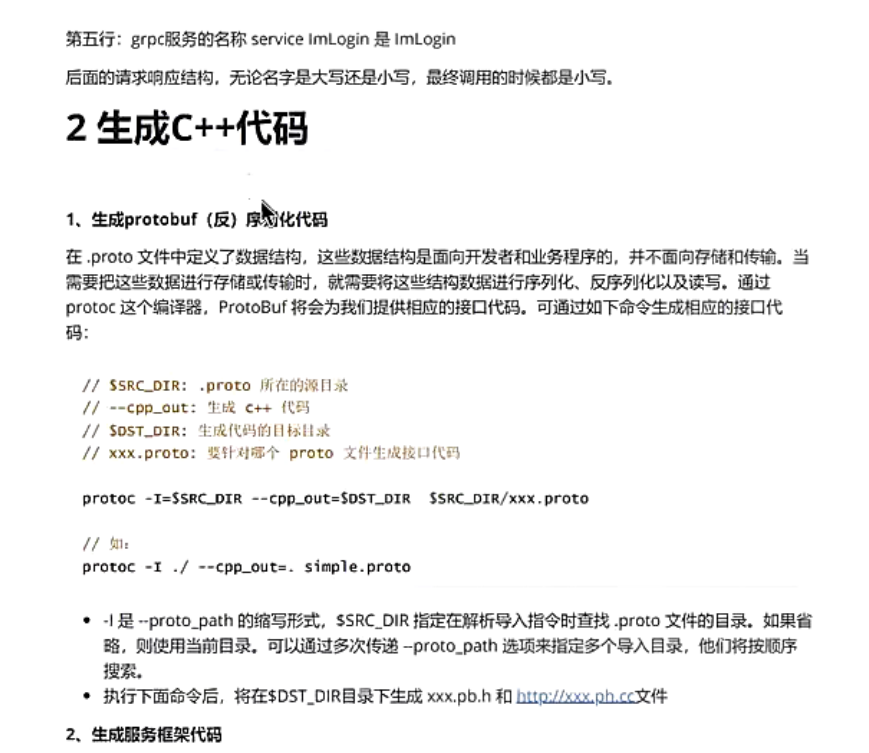 第五行：grpc服务的名称 service ImLogin 是 ImLogin
后面的请求响应结构，无论名字是大写还是小写，最终调用的时候都是小写。
2 生成C++代码
1、生成protobuf（反）序列化代码
在 .proto 文件中定义了数据结构，这些数据结构是面向开发者和业务程序的，并不面向存储和传输。当
需要把这些数据进行存储或传输时，就需要将这些结构数据进行序列化、反序列化以及读写。通过
protoc 这个编译器，ProtoBuf 将会为我们提供相应的接口代码。可通过如下命令生成相应的接口代
码：
// $SRC_DIR: .proto 所在的源目录
// --cpp_out: 生成 c++ 代码
// $DST_DIR: 生成代码的目标目录
// xxx.proto: 要针对哪个 proto 文件生成接口代码
protoc -I=$SRC_DIR --cpp_out=$DST_DIR  $SRC_DIR/xxx.proto
// 如：
protoc -I ./ --cpp_out=. simple.proto
• -I 是 --proto_path 的缩写形式，$SRC_DIR 指定在解析导入指令时查找 .proto 文件的目录。如果省
略，则使用当前目录。可以通过多次传递 --proto_path 选项来指定多个导入目录，他们将按顺序
搜索。
• 执行下面命令后，将在$DST_DIR目录下生成 xxx.pb.h 和 http://xxx.ph.cc文件
2、生成服务框架代码